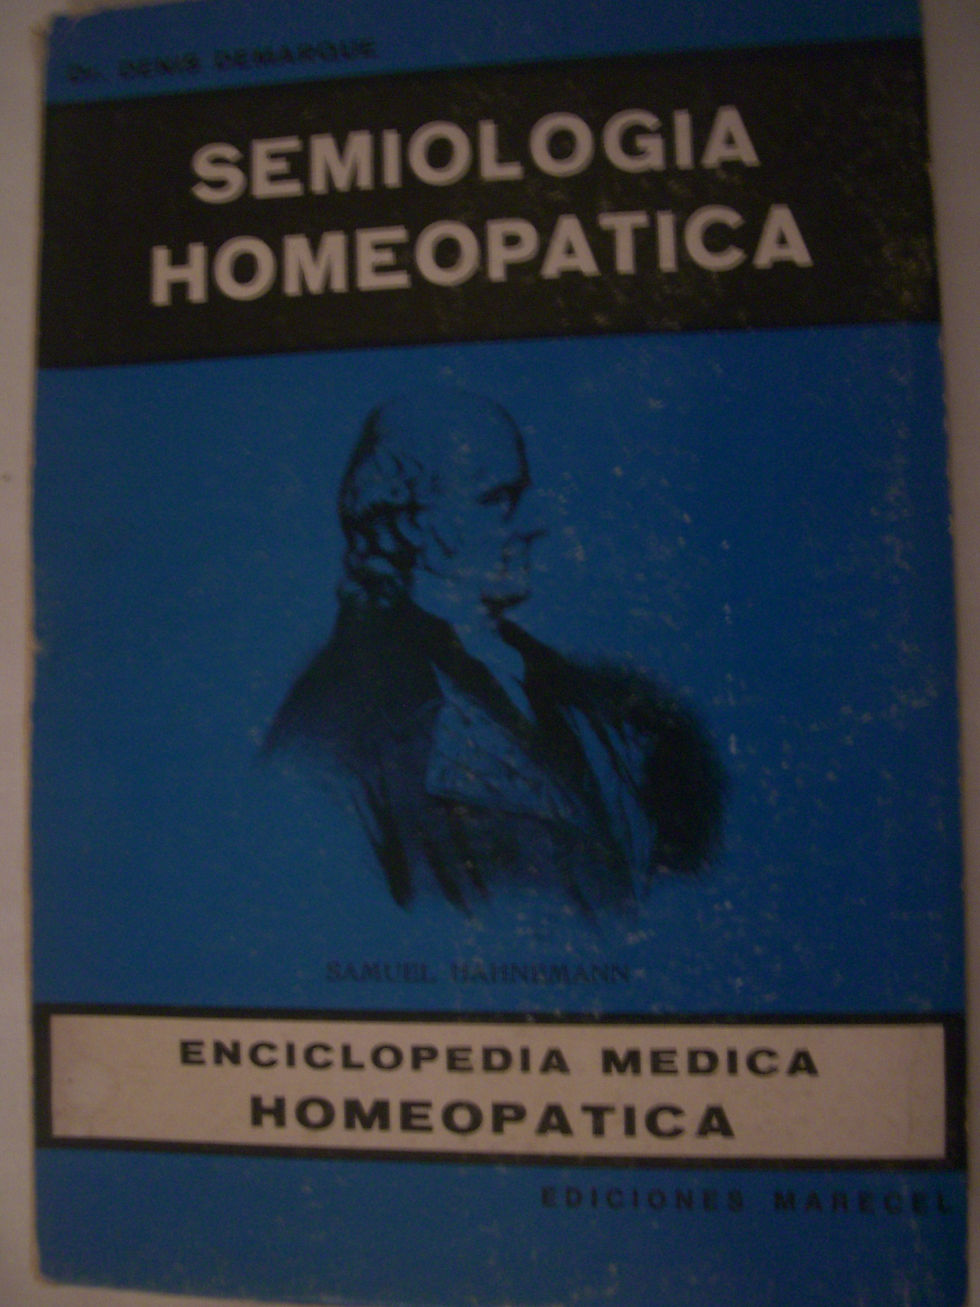 Dr. DENIS DEMARQUE
SEMIOLOGIA
HOMEOPATICA
SAMUEL HAHNEMANN
ENCICLOPEDIA MEDICA
HOMEOPATICA
EDICIONES MARECEL